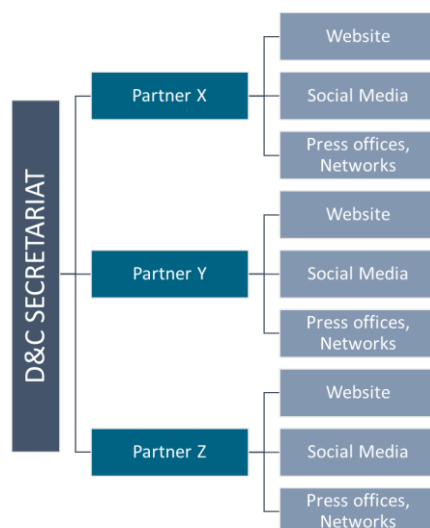 D&C SECRETARIAT
Partner X
Website
Social Media
Press offices,
Networks
Partner Y
Website
Social Media
Press offices,
Networks
Partner Z
Website
Social Media
Press offices,
Networks